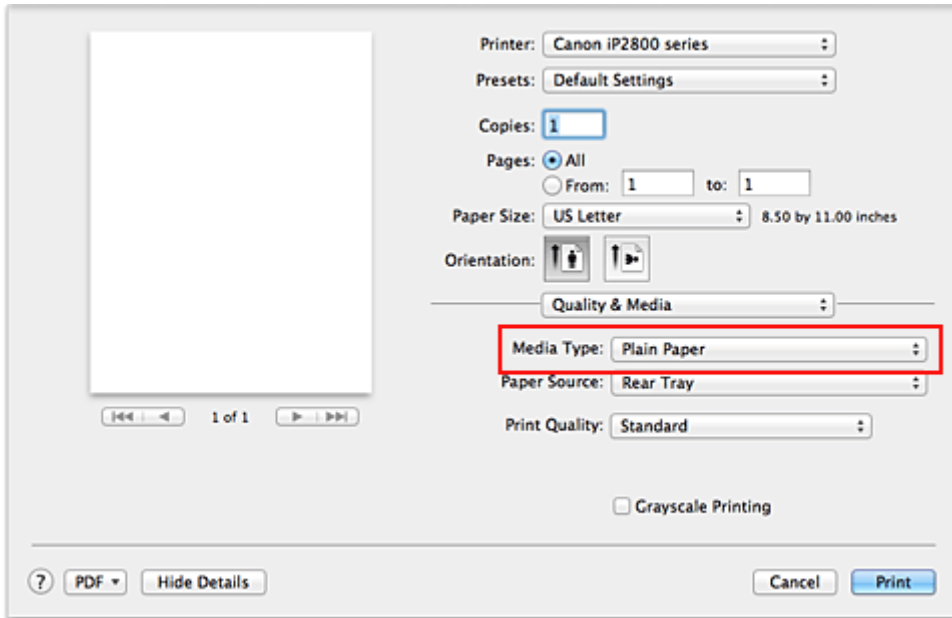 Printer: Canon iP2800 series
Presets: Default Settings
Copies: 1
Pages: All
From: 1 to: 1
Paper Size: US Letter 8.50 by 11.00 inches
Orientation:
Quality & Media
Media Type: Plain Paper
Paper Source: Rear Tray
1 of 1
Print Quality: Standard
Grayscale Printing
? PDF Hide Details Cancel Print